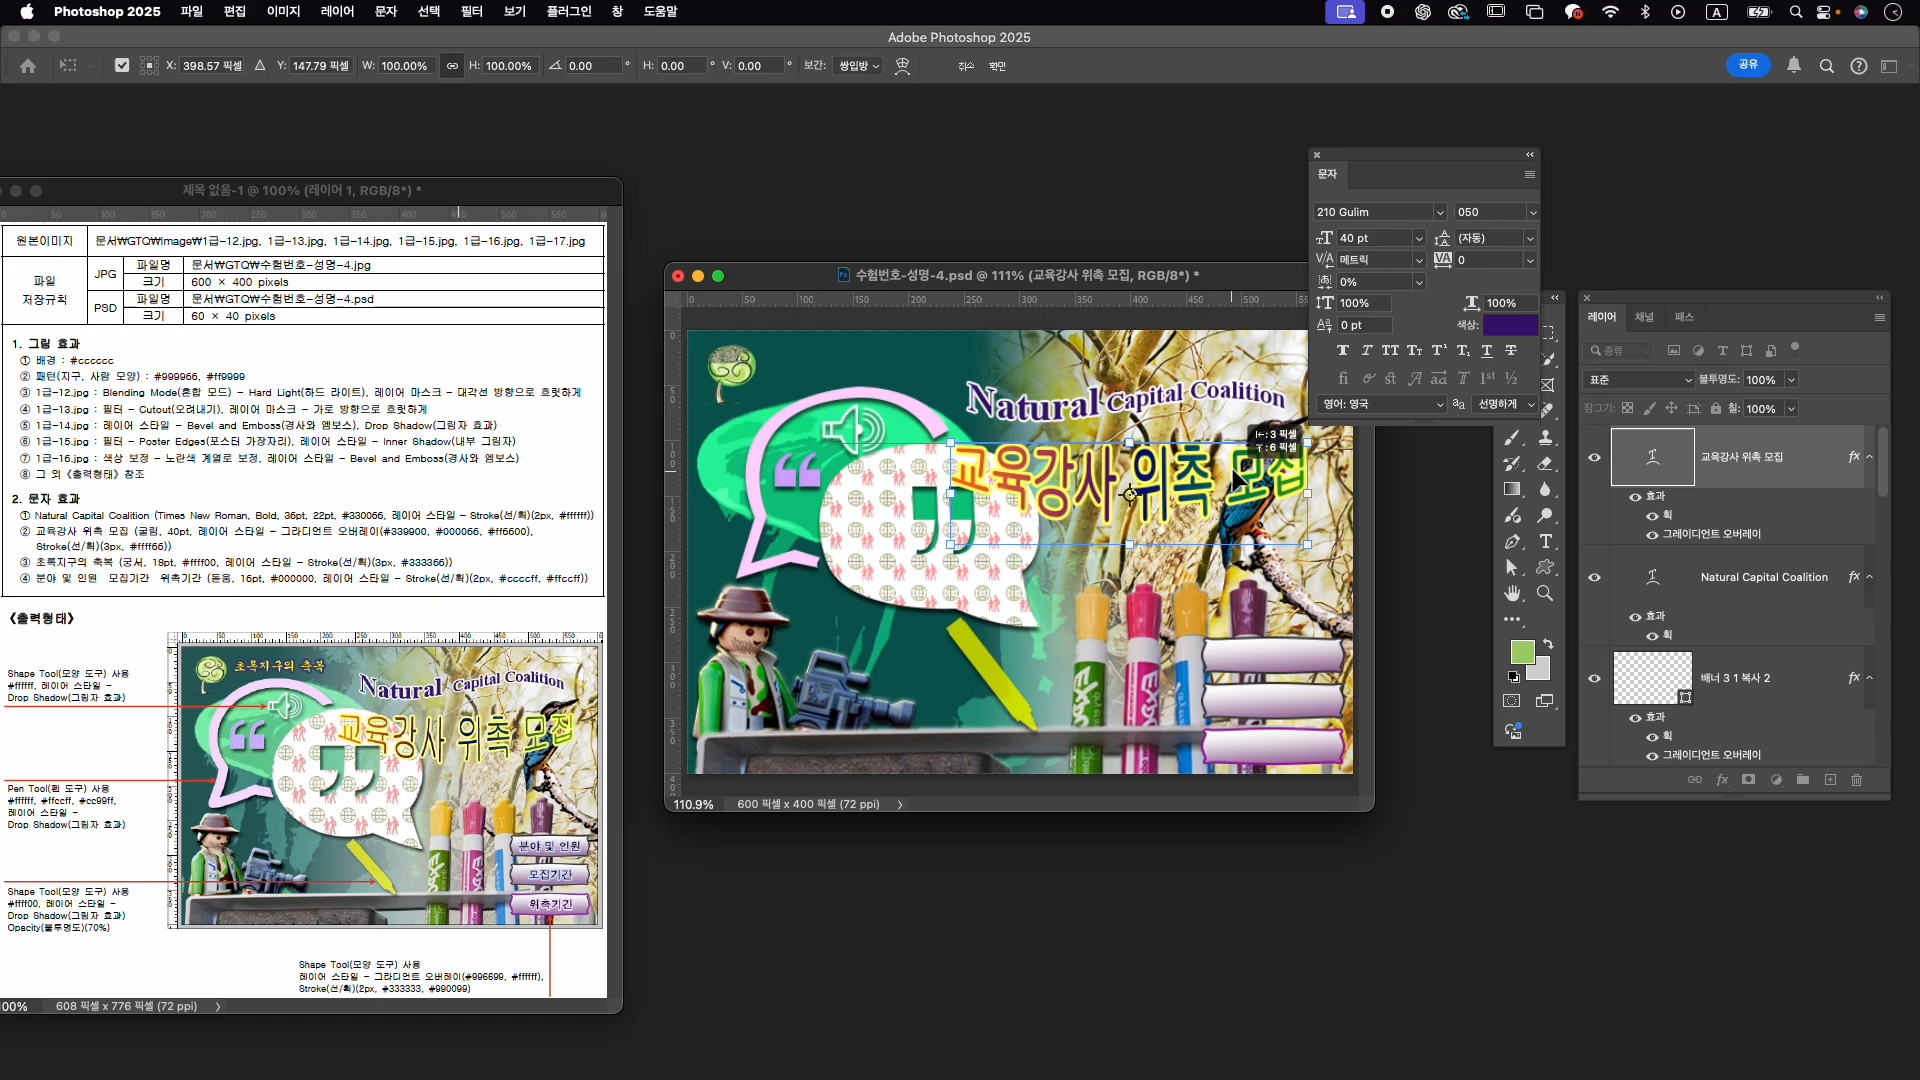 Photoshop 2025 파일 편집 이미지 레이어 문자 선택 필터 보기 플러그인 창 도움말
A
Adobe Photoshop 2025
X: 398.57 픽셀 Y: 147.79 픽셀 W: 100.00% H: 100.00% 0.00 ° H: 0.00 ° V: 0.00 ° 보간: 쌍입방 취소 확인
공유
제목 없음-1 @ 100% (레이어 1, RGB/8*) *
원본이미지 문서₩GTQ₩Image₩1급-12.jpg, 1급-13.jpg, 1급-14.jpg, 1급-15.jpg, 1급-16.jpg, 1급-17.jpg
파일 저장규칙
JPG 파일명 문서₩GTQ₩수험번호-성명-4.jpg
크기 600 × 400 pixels
PSD 파일명 문서₩GTQ₩수험번호-성명-4.psd
크기 60 × 40 pixels
1. 그림 효과
① 배경 : #cccccc
② 패턴(지구, 사람 모양) : #999966, #ff9999
③ 1급-12.jpg : Blending Mode(혼합 모드) - Hard Light(하드 라이트), 레이어 마스크 - 대각선 방향으로 흐릿하게
④ 1급-13.jpg : 필터 - Cutout(오려내기), 레이어 마스크 - 가로 방향으로 흐릿하게
⑤ 1급-14.jpg : 레이어 스타일 - Bevel and Emboss(경사와 엠보스), Drop Shadow(그림자 효과)
⑥ 1급-15.jpg : 필터 - Poster Edges(포스터 가장자리), 레이어 스타일 - Inner Shadow(내부 그림자)
⑦ 1급-16.jpg : 색상 보정 - 노란색 계열로 보정, 레이어 스타일 - Bevel and Emboss(경사와 엠보스)
⑧ 그 외 《출력형태》 참조
2. 문자 효과
① Natural Capital Coalition (Times New Roman, Bold, 36pt, 22pt, #330066, 레이어 스타일 - Stroke(선/획)(2px, #ffffff))
② 교육강사 위촉 모집 (굴림, 40pt, 레이어 스타일 - 그라디언트 오버레이(#339900, #000066, #ff6600),
Stroke(선/획)(3px, #ffff66))
③ 초록지구의 축복 (궁서, 18pt, #ffff00, 레이어 스타일 - Stroke(선/획)(3px, #333366))
④ 분야 및 인원 모집기간 위촉기간 (돋움, 16pt, #000000, 레이어 스타일 - Stroke(선/획)(2px, #ccccff, #ffccff))
《출력형태》
Shape Tool(모양 도구) 사용
#ffffff, 레이어 스타일 -
Drop Shadow(그림자 효과)
Pen Tool(펜 도구) 사용
#ffffff, #ffccff, #cc99ff,
레이어 스타일 -
Drop Shadow(그림자 효과)
Shape Tool(모양 도구) 사용
#ffff00, 레이어 스타일 -
Drop Shadow(그림자 효과)
Opacity(불투명도)(70%)
초록지구의 축복
Natural Capital Coalition
교육강사 위촉 모집
분야 및 인원
모집기간
위촉기간
Shape Tool(모양 도구) 사용
레이어 스타일 - 그라디언트 오버레이(#996699, #ffffff),
Stroke(선/획)(2px, #333333, #990099)
608 픽셀 x 776 픽셀 (72 ppi)
수험번호-성명-4.psd @ 111% (교육강사 위촉 모집, RGB/8*) *
Natural Capital Coalition
교육강사 위촉 모집
: 3 픽셀
: 6 픽셀
110.9% 600 픽셀 x 400 픽셀 (72 ppi)
문자
210 Gulim 050
40 pt (자동)
메트릭 0
0%
100% 100%
0 pt 색상:
영어: 영국 선명하게
레이어 채널 패스
종류
표준 불투명도: 100%
잠그기: 칠: 100%
교육강사 위촉 모집 fx
효과
획
그레이디언트 오버레이
Natural Capital Coalition fx
효과
획
배너 3 1 복사 2 fx
효과
획
그레이디언트 오버레이